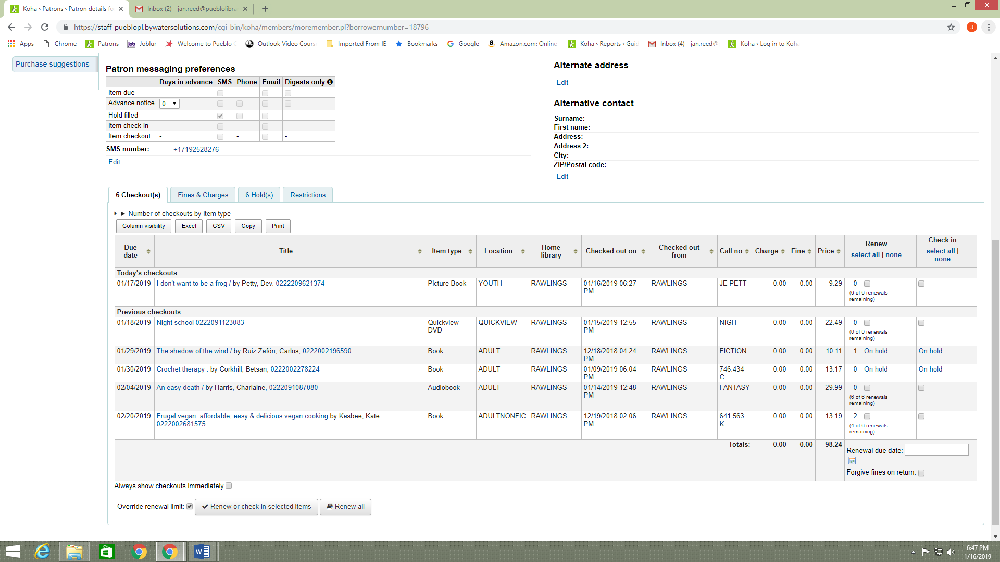 Koha › Patrons › Patron details fo
Inbox (2) - jan.reed@pueblolibra
https://staff-pueblopl.bywatersolutions.com/cgi-bin/koha/members/moremember.pl?borrowernumber=18796
J
Apps Chrome Patrons Joblur Welcome to Pueblo Outlook Video Cours Imported From IE Bookmarks Google Amazon.com: Online Koha › Reports › Guid Inbox (4) - jan.reed@ Koha › Log in to Koha
Purchase suggestions
Patron messaging preferences
Days in advance SMS Phone Email Digests only
Item due - -
Advance notice 0
Hold filled - -
Item check-in - - -
Item checkout - - -
SMS number: +17192528276
Edit
Alternate address
Edit
Alternative contact
Surname:
First name:
Address:
Address 2:
City:
ZIP/Postal code:
Edit
6 Checkout(s) Fines & Charges 6 Hold(s) Restrictions
Number of checkouts by item type
Column visibility Excel CSV Copy Print
Due date Title Item type Location Home library Checked out on Checked out from Call no Charge Fine Price Renew select all | none Check in select all | none
Today's checkouts
01/17/2019 I don't want to be a frog / by Petty, Dev. 0222209621374 Picture Book YOUTH RAWLINGS 01/16/2019 06:27 PM RAWLINGS JE PETT 0.00 0.00 9.29 0
(6 of 6 renewals remaining)
Previous checkouts
01/18/2019 Night school 0222091123083 Quickview DVD QUICKVIEW RAWLINGS 01/15/2019 12:55 PM RAWLINGS NIGH 0.00 0.00 22.49 0
(0 of 0 renewals remaining)
01/29/2019 The shadow of the wind / by Ruiz Zafón, Carlos, 0222002196590 Book ADULT RAWLINGS 12/18/2018 04:24 PM RAWLINGS FICTION 0.00 0.00 10.11 1 On hold On hold
01/30/2019 Crochet therapy : by Corkhill, Betsan, 0222002278224 Book ADULT RAWLINGS 01/09/2019 06:04 PM RAWLINGS 746.434 C 0.00 0.00 13.17 0 On hold On hold
02/04/2019 An easy death / by Harris, Charlaine, 0222091087080 Audiobook ADULT RAWLINGS 01/14/2019 12:48 PM RAWLINGS FANTASY 0.00 0.00 29.99 0
(6 of 6 renewals remaining)
02/20/2019 Frugal vegan: affordable, easy & delicious vegan cooking by Kasbee, Kate 0222002681575 Book ADULTNONFIC RAWLINGS 12/19/2018 02:06 PM RAWLINGS 641.563 K 0.00 0.00 13.19 2
(4 of 6 renewals remaining)
Totals: 0.00 0.00 98.24 Renewal due date:
Forgive fines on return:
Always show checkouts immediately
Override renewal limit: Renew or check in selected items Renew all
6:47 PM
1/16/2019